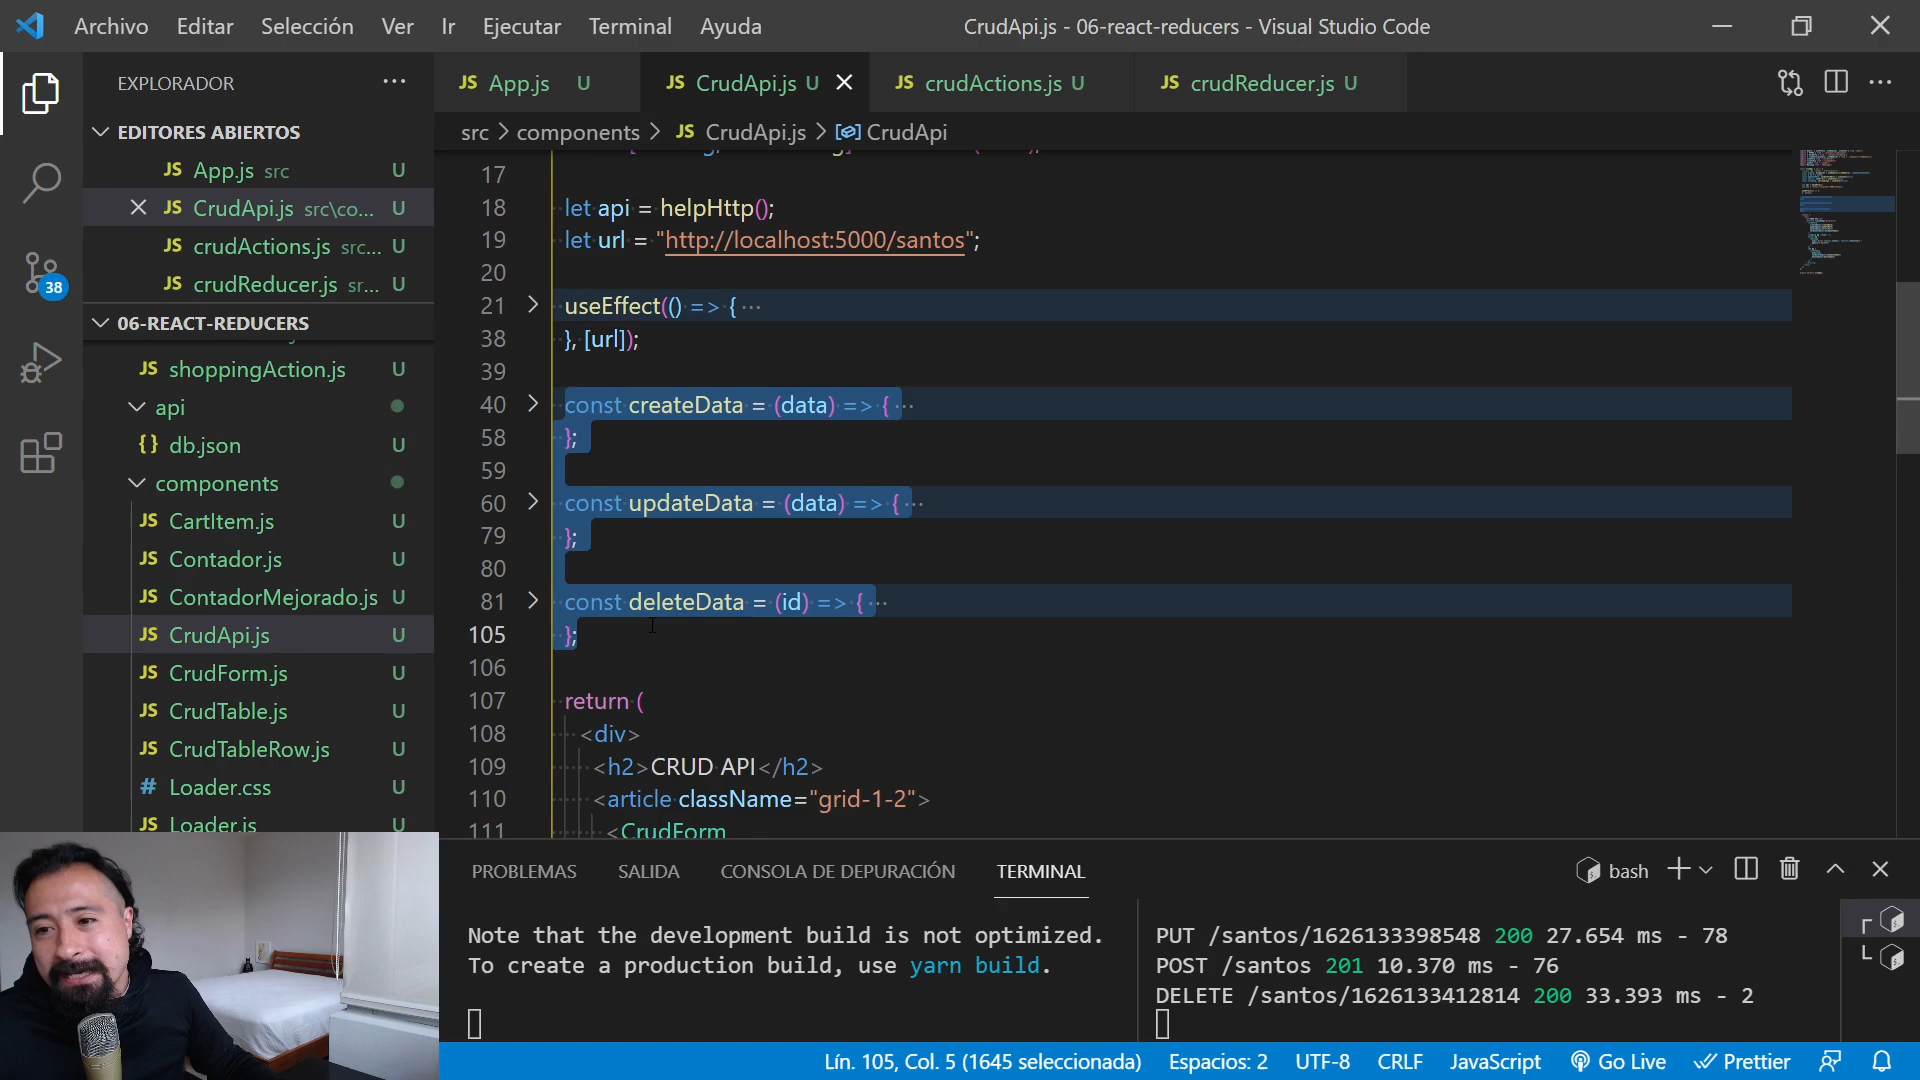 Archivo Editar Selección Ver Ir Ejecutar Terminal Ayuda CrudApi.js - 06-react-reducers - Visual Studio Code
EXPLORADOR
EDITORES ABIERTOS
JS App.js src U
JS CrudApi.js src\co... U
JS crudActions.js src... U
JS crudReducer.js sr... U
06-REACT-REDUCERS
JS shoppingAction.js U
api
{} db.json U
components
JS CartItem.js U
JS Contador.js U
JS ContadorMejorado.js U
JS CrudApi.js U
JS CrudForm.js U
JS CrudTable.js U
JS CrudTableRow.js U
# Loader.css U
JS Loader.js U
38
JS App.js U JS CrudApi.js U JS crudActions.js U JS crudReducer.js U
src > components > JS CrudApi.js > CrudApi
17
18 let api = helpHttp();
19 let url = "http://localhost:5000/santos";
20
21 useEffect(() => { ...
38 }, [url]);
39
40 const createData = (data) => { ...
58 };
59
60 const updateData = (data) => { ...
79 };
80
81 const deleteData = (id) => { ...
105 };
106
107 return (
108 <div>
109 <h2>CRUD API</h2>
110 <article className="grid-1-2">
111 <CrudForm
PROBLEMAS SALIDA CONSOLA DE DEPURACIÓN TERMINAL bash
Note that the development build is not optimized.
To create a production build, use yarn build.
PUT /santos/1626133398548 200 27.654 ms - 78
POST /santos 201 10.370 ms - 76
DELETE /santos/1626133412814 200 33.393 ms - 2
Lín. 105, Col. 5 (1645 seleccionada) Espacios: 2 UTF-8 CRLF JavaScript Go Live Prettier